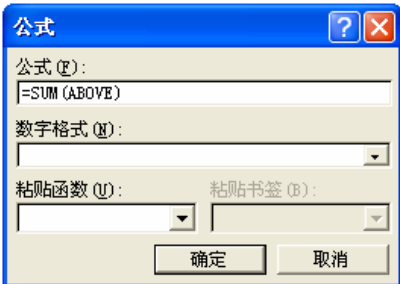 公式
公式(F):
=SUM(ABOVE)
数字格式(N):
粘贴函数(U): 粘贴书签(B):
确定 取消